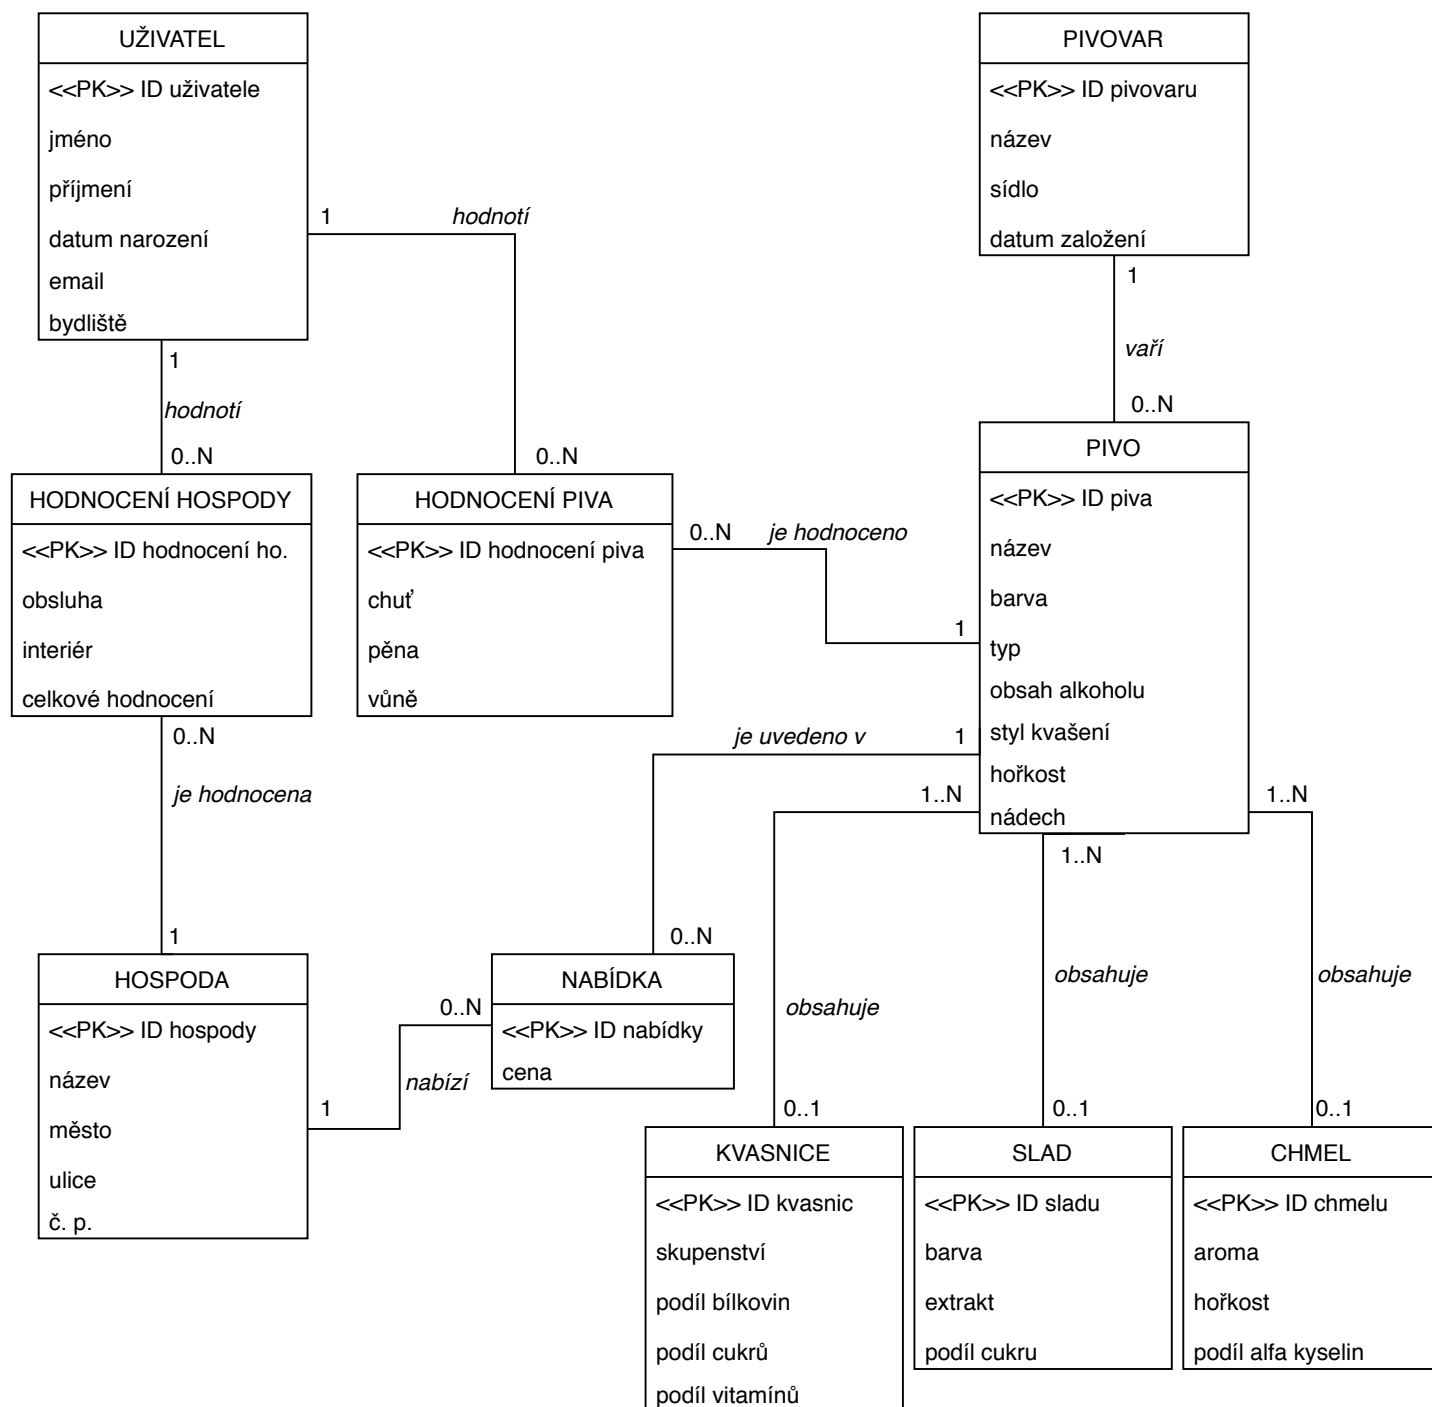 UŽIVATEL
<<PK>> ID uživatele
jméno
příjmení
datum narození
email
bydliště
PIVOVAR
<<PK>> ID pivovaru
název
sídlo
datum založení
1
hodnotí
1
vaří
0..N
1
hodnotí
0..N
0..N
HODNOCENÍ HOSPODY
<<PK>> ID hodnocení ho.
obsluha
interiér
celkové hodnocení
HODNOCENÍ PIVA
<<PK>> ID hodnocení piva
chuť
pěna
vůně
PIVO
<<PK>> ID piva
název
barva
typ
obsah alkoholu
styl kvašení
hořkost
nádech
0..N
je hodnoceno
1
0..N
je hodnocena
1
je uvedeno v
1
0..N
1..N
1..N
1..N
obsahuje
obsahuje
obsahuje
HOSPODA
<<PK>> ID hospody
název
město
ulice
č. p.
0..N
nabízí
1
NABÍDKA
<<PK>> ID nabídky
cena
0..1
0..1
0..1
KVASNICE
<<PK>> ID kvasnic
skupenství
podíl bílkovin
podíl cukrů
podíl vitamínů
SLAD
<<PK>> ID sladu
barva
extrakt
podíl cukru
CHMEL
<<PK>> ID chmelu
aroma
hořkost
podíl alfa kyselin